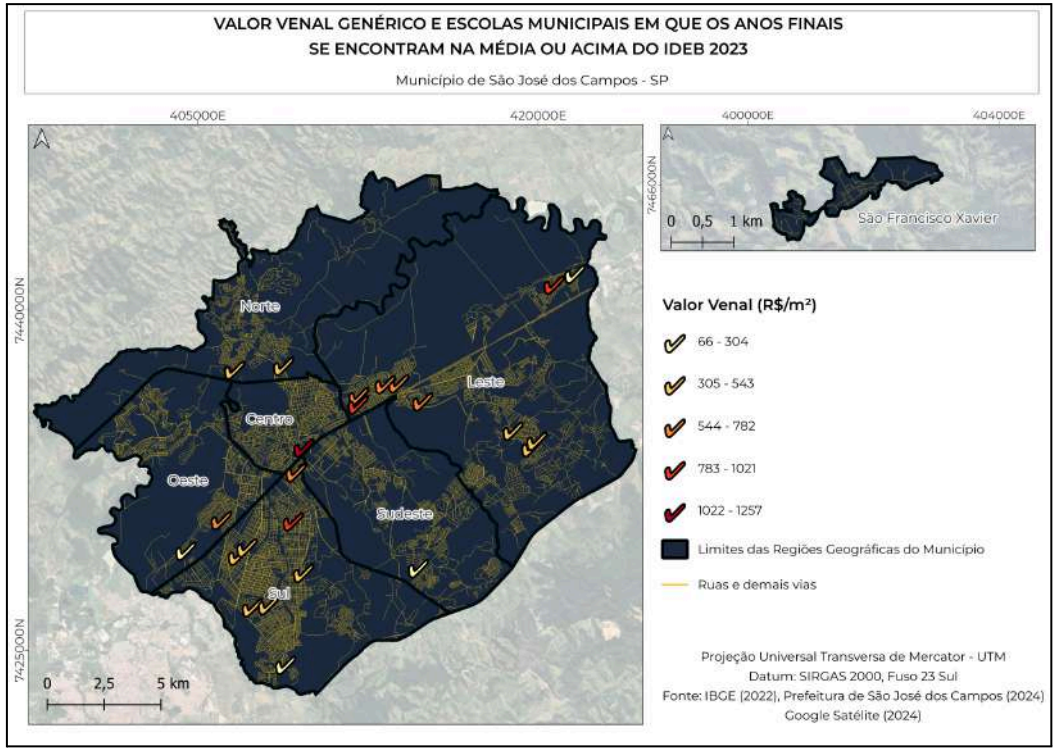 VALOR VENAL GENÉRICO E ESCOLAS MUNICIPAIS EM QUE OS ANOS FINAIS
SE ENCONTRAM NA MÉDIA OU ACIMA DO IDEB 2023
Município de São José dos Campos - SP
405000E
420000E
7440000N
7425000N
Norte
Centro
Leste
Oeste
Sudeste
Sul
0 2,5 5 km
400000E
404000E
7466000N
São Francisco Xavier
0 0,5 1 km
Valor Venal (R$/m²)
66 - 304
305 - 543
544 - 782
783 - 1021
1022 - 1257
Limites das Regiões Geográficas do Município
Ruas e demais vias
Projeção Universal Transversa de Mercator - UTM
Datum: SIRGAS 2000, Fuso 23 Sul
Fonte: IBGE (2022), Prefeitura de São José dos Campos (2024)
Google Satélite (2024)